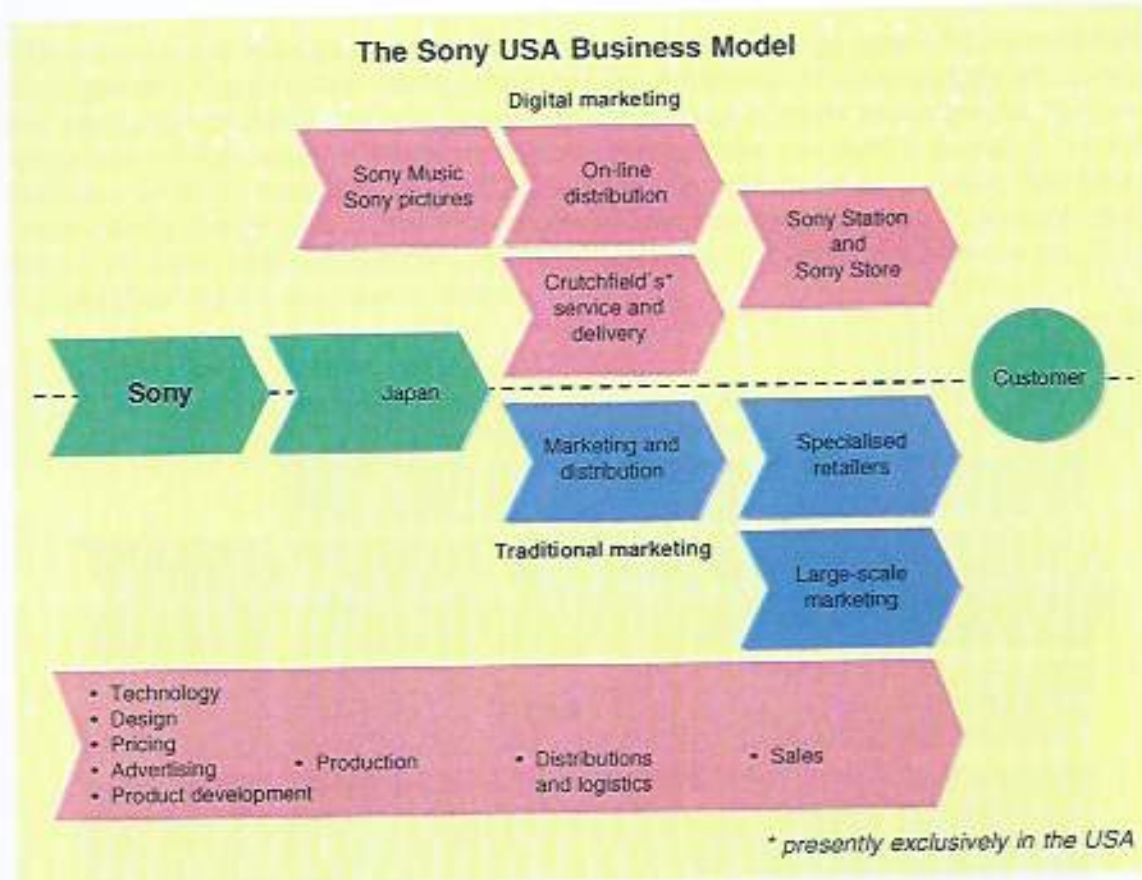 The Sony USA Business Model
Digital marketing
Sony Music
Sony pictures
On-line
distribution
Sony Station
and
Sony Store
Crutchfield´s*
service and
delivery
Sony
Japan
Customer
Marketing and
distribution
Specialised
retailers
Traditional marketing
Large-scale
marketing
• Technology
• Design
• Pricing
• Advertising
• Product development
• Production
• Distributions
and logistics
• Sales
* presently exclusively in the USA